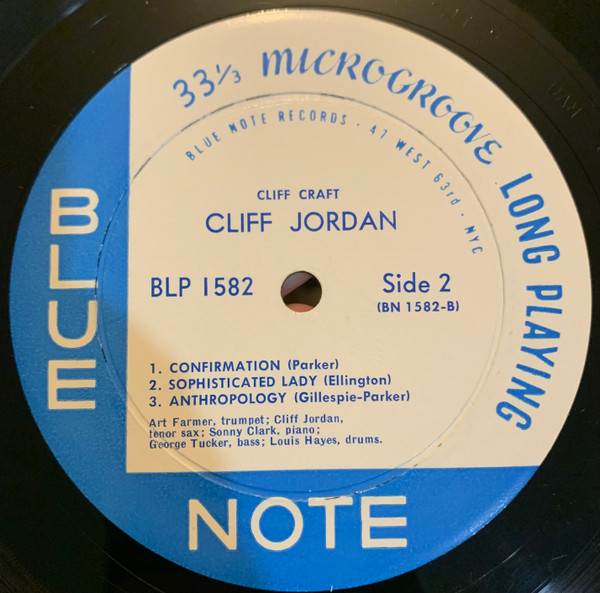 33⅓ MICROGROOVE LONG PLAYING
BLUE NOTE RECORDS · 47 WEST 63rd · NYC
CLIFF CRAFT
CLIFF JORDAN
BLP 1582
Side 2
(BN 1582-B)
1. CONFIRMATION (Parker)
2. SOPHISTICATED LADY (Ellington)
3. ANTHROPOLOGY (Gillespie-Parker)
Art Farmer, trumpet; Cliff Jordan,
tenor sax; Sonny Clark, piano;
George Tucker, bass; Louis Hayes, drums.
BLUE
NOTE